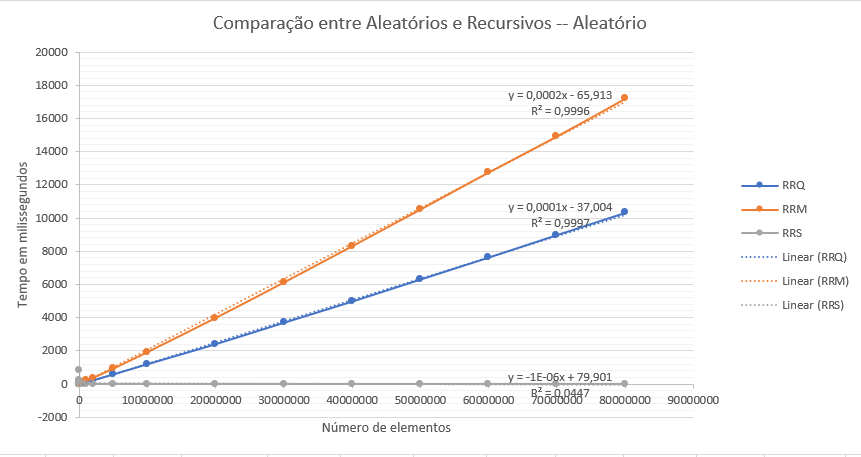 Comparação entre Aleatórios e Recursivos -- Aleatório
20000
18000
16000
14000
12000
10000
8000
6000
4000
2000
0
-2000
Tempo em milissegundos
y = 0,0002x - 65,913
R² = 0,9996
y = 0,0001x - 37,004
R² = 0,9997
y = -1E-06x + 79,901
R² = 0,0447
0 10000000 20000000 30000000 40000000 50000000 60000000 70000000 80000000 90000000
Número de elementos
RRQ
RRM
RRS
Linear (RRQ)
Linear (RRM)
Linear (RRS)